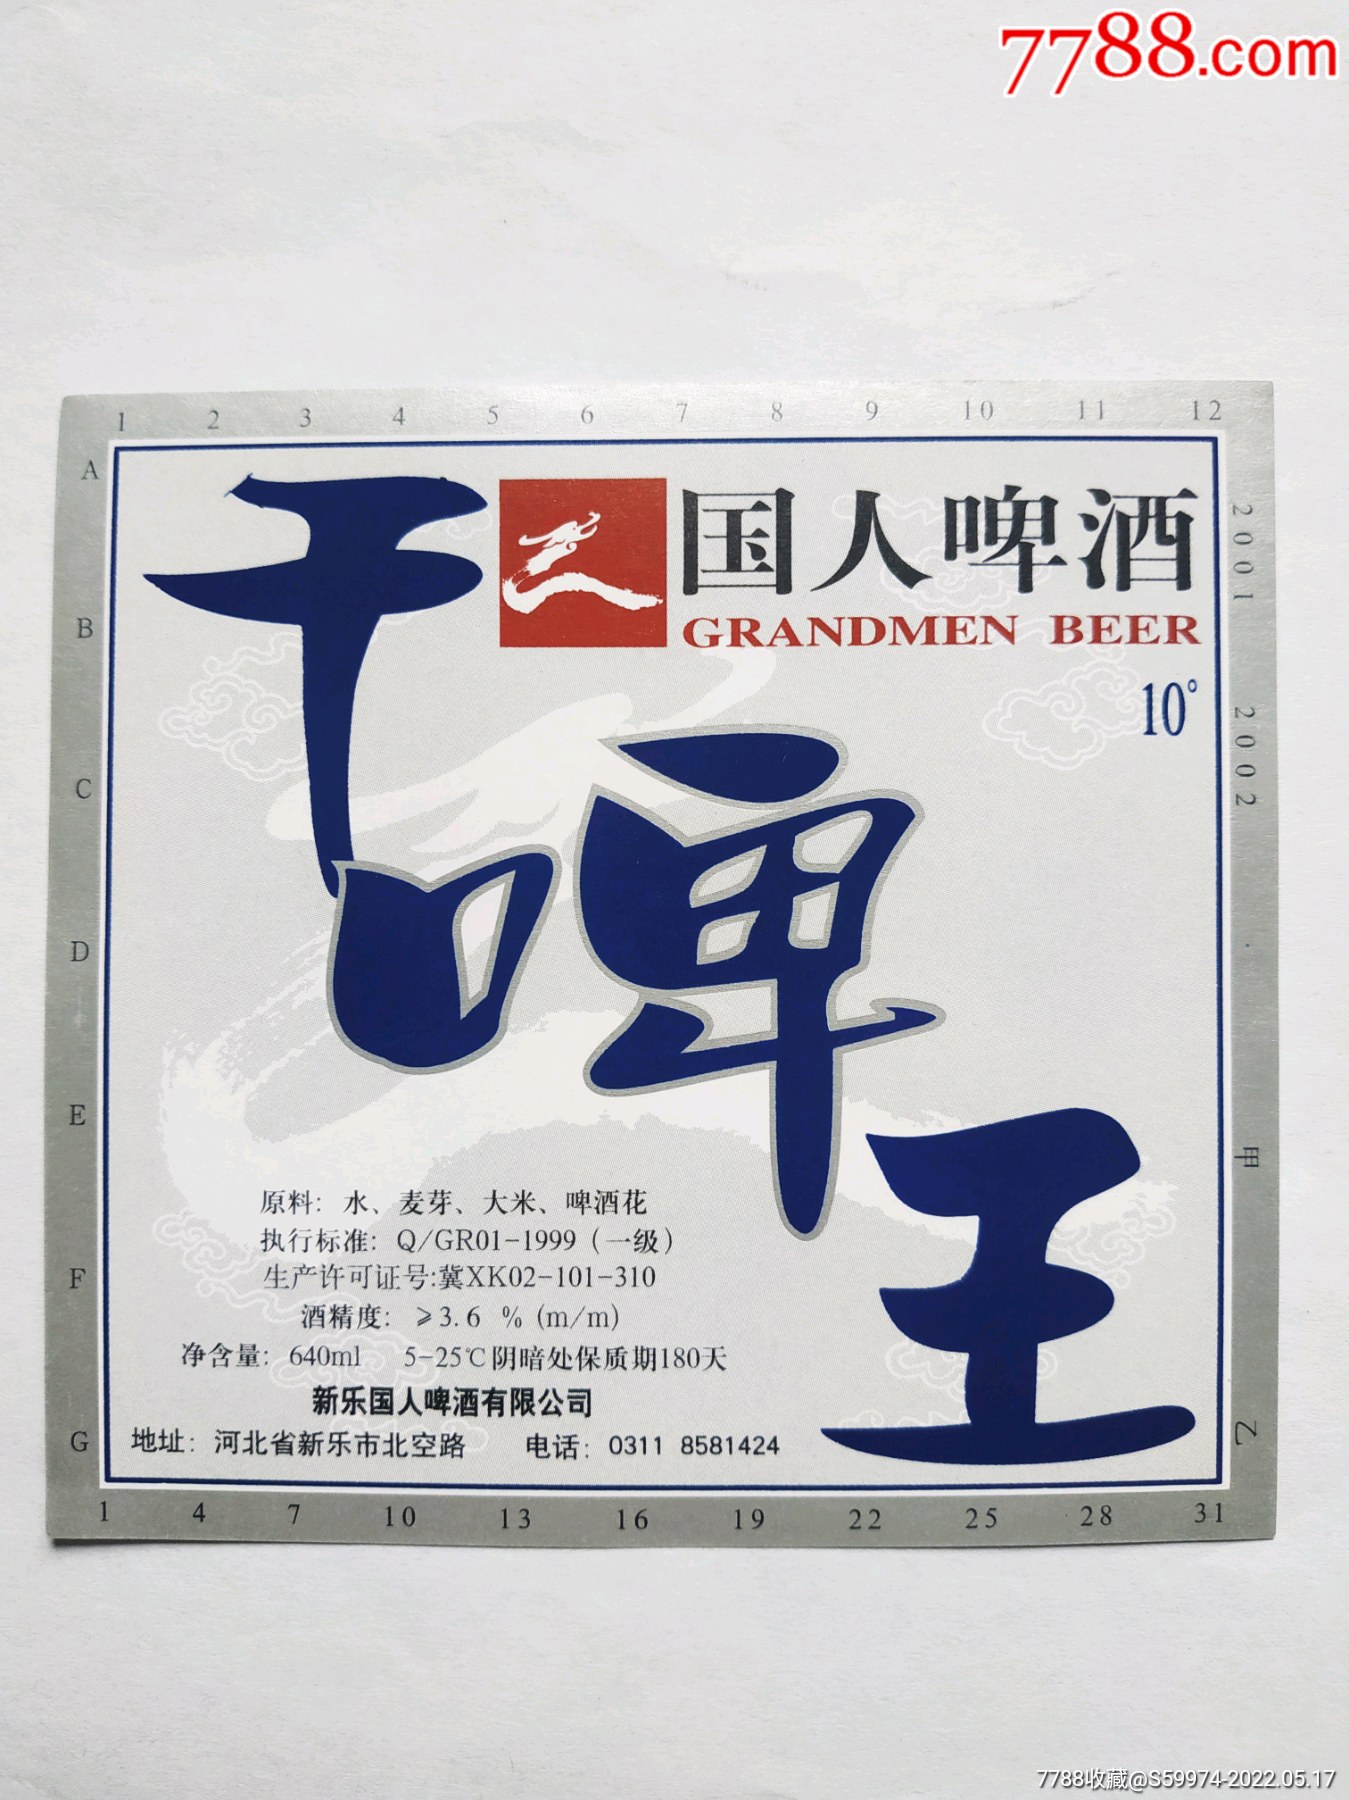 7788.com
1 2 3 4 5 6 7 8 9 10 11 12
A
B
C
D
E
F
G
2001
2002
甲
乙
国人啤酒
GRANDMEN BEER
10°
干啤王
原料：水、麦芽、大米、啤酒花
执行标准：Q/GR01-1999（一级）
生产许可证号:冀XK02-101-310
酒精度：≥3.6 %(m/m)
净含量：640ml 5-25℃阴暗处保质期180天
新乐国人啤酒有限公司
地址：河北省新乐市北空路 电话：0311 8581424
1 4 7 10 13 16 19 22 25 28 31
7788收藏@S59974-2022.05.17